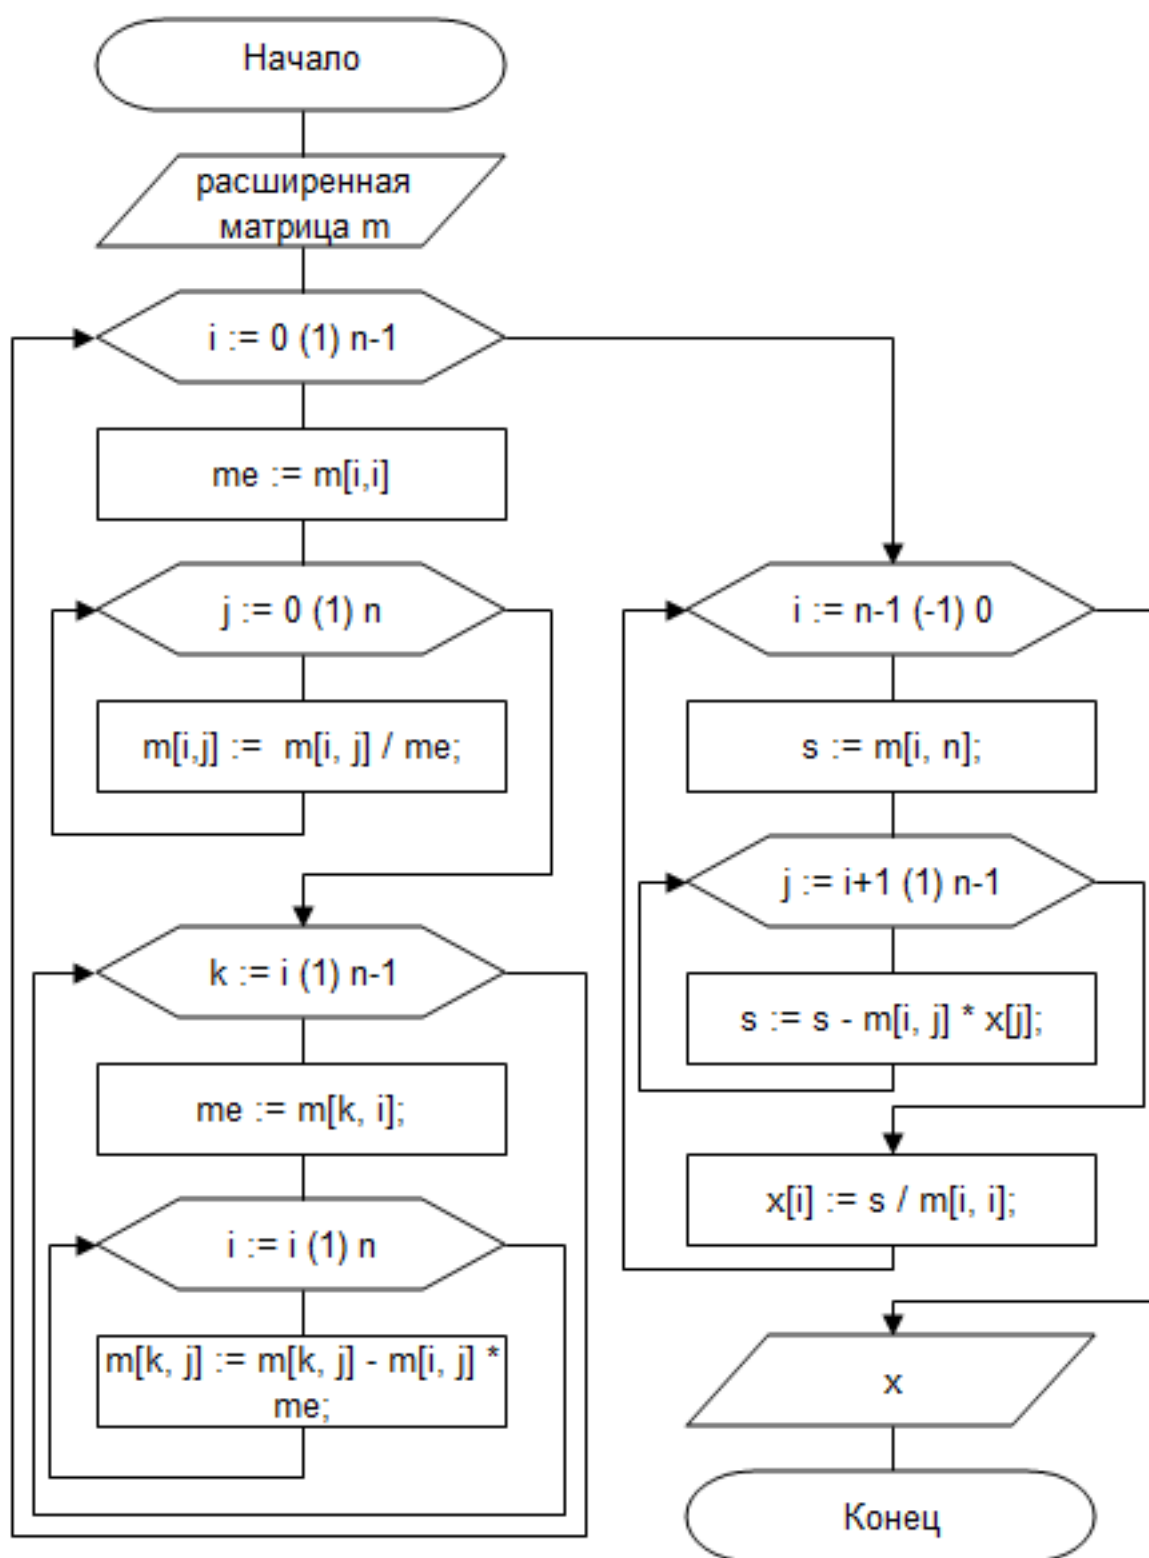 Начало
расширенная
матрица m
i := 0 (1) n-1
me := m[i,i]
j := 0 (1) n
m[i,j] := m[i, j] / me;
k := i (1) n-1
me := m[k, i];
i := i (1) n
m[k, j] := m[k, j] - m[i, j] *
me;
i := n-1 (-1) 0
s := m[i, n];
j := i+1 (1) n-1
s := s - m[i, j] * x[j];
x[i] := s / m[i, i];
x
Конец